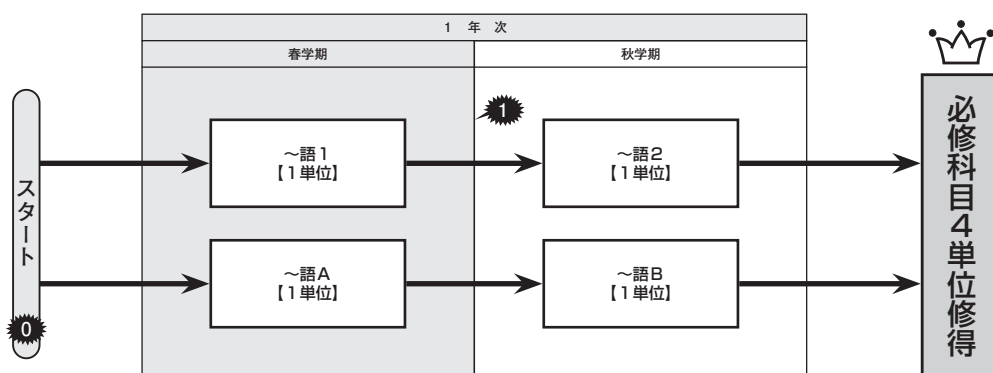 1 年 次
春学期
秋学期
スタート
0
1
～語1
【1単位】
～語2
【1単位】
～語A
【1単位】
～語B
【1単位】
必修科目4単位修得